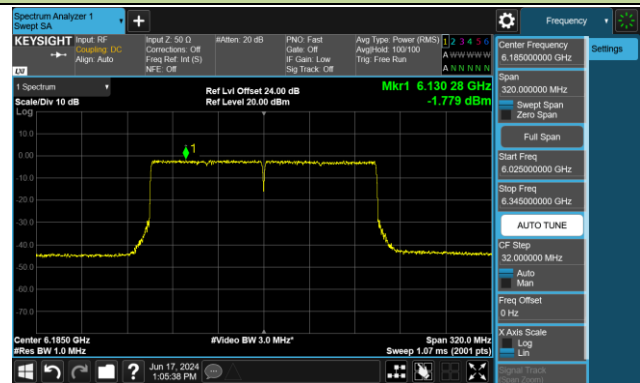 Spectrum Analyzer 1
Swept SA
Frequency
KEYSIGHT
Input: RF
Coupling: DC
Align: Auto
Input Z: 50 Ω
Corrections: Off
Freq Ref: Int (S)
NFE: Off
#Atten: 20 dB
PNO: Fast
Gate: Off
IF Gain: Low
Sig Track: Off
Avg Type: Power (RMS)
Avg|Hold: 100/100
Trig: Free Run
1 2 3 4 5 6
A W W W W W
A N N N N N
LXI
1 Spectrum
Scale/Div 10 dB
Log
Ref Lvl Offset 24.00 dB
Ref Level 20.00 dBm
Mkr1 6.130 28 GHz
-1.779 dBm
10.0
0.00
-10.0
-20.0
-30.0
-40.0
-50.0
-60.0
-70.0
1
Center 6.1850 GHz
#Res BW 1.0 MHz
#Video BW 3.0 MHz*
Span 320.0 MHz
Sweep 1.07 ms (2001 pts)
Jun 17, 2024
1:05:38 PM
Center Frequency
6.185000000 GHz
Settings
Span
320.000000 MHz
Swept Span
Zero Span
Full Span
Start Freq
6.025000000 GHz
Stop Freq
6.345000000 GHz
AUTO TUNE
CF Step
32.000000 MHz
Auto
Man
Freq Offset
0 Hz
X Axis Scale
Log
Lin
Signal Track
(Span Zoom)